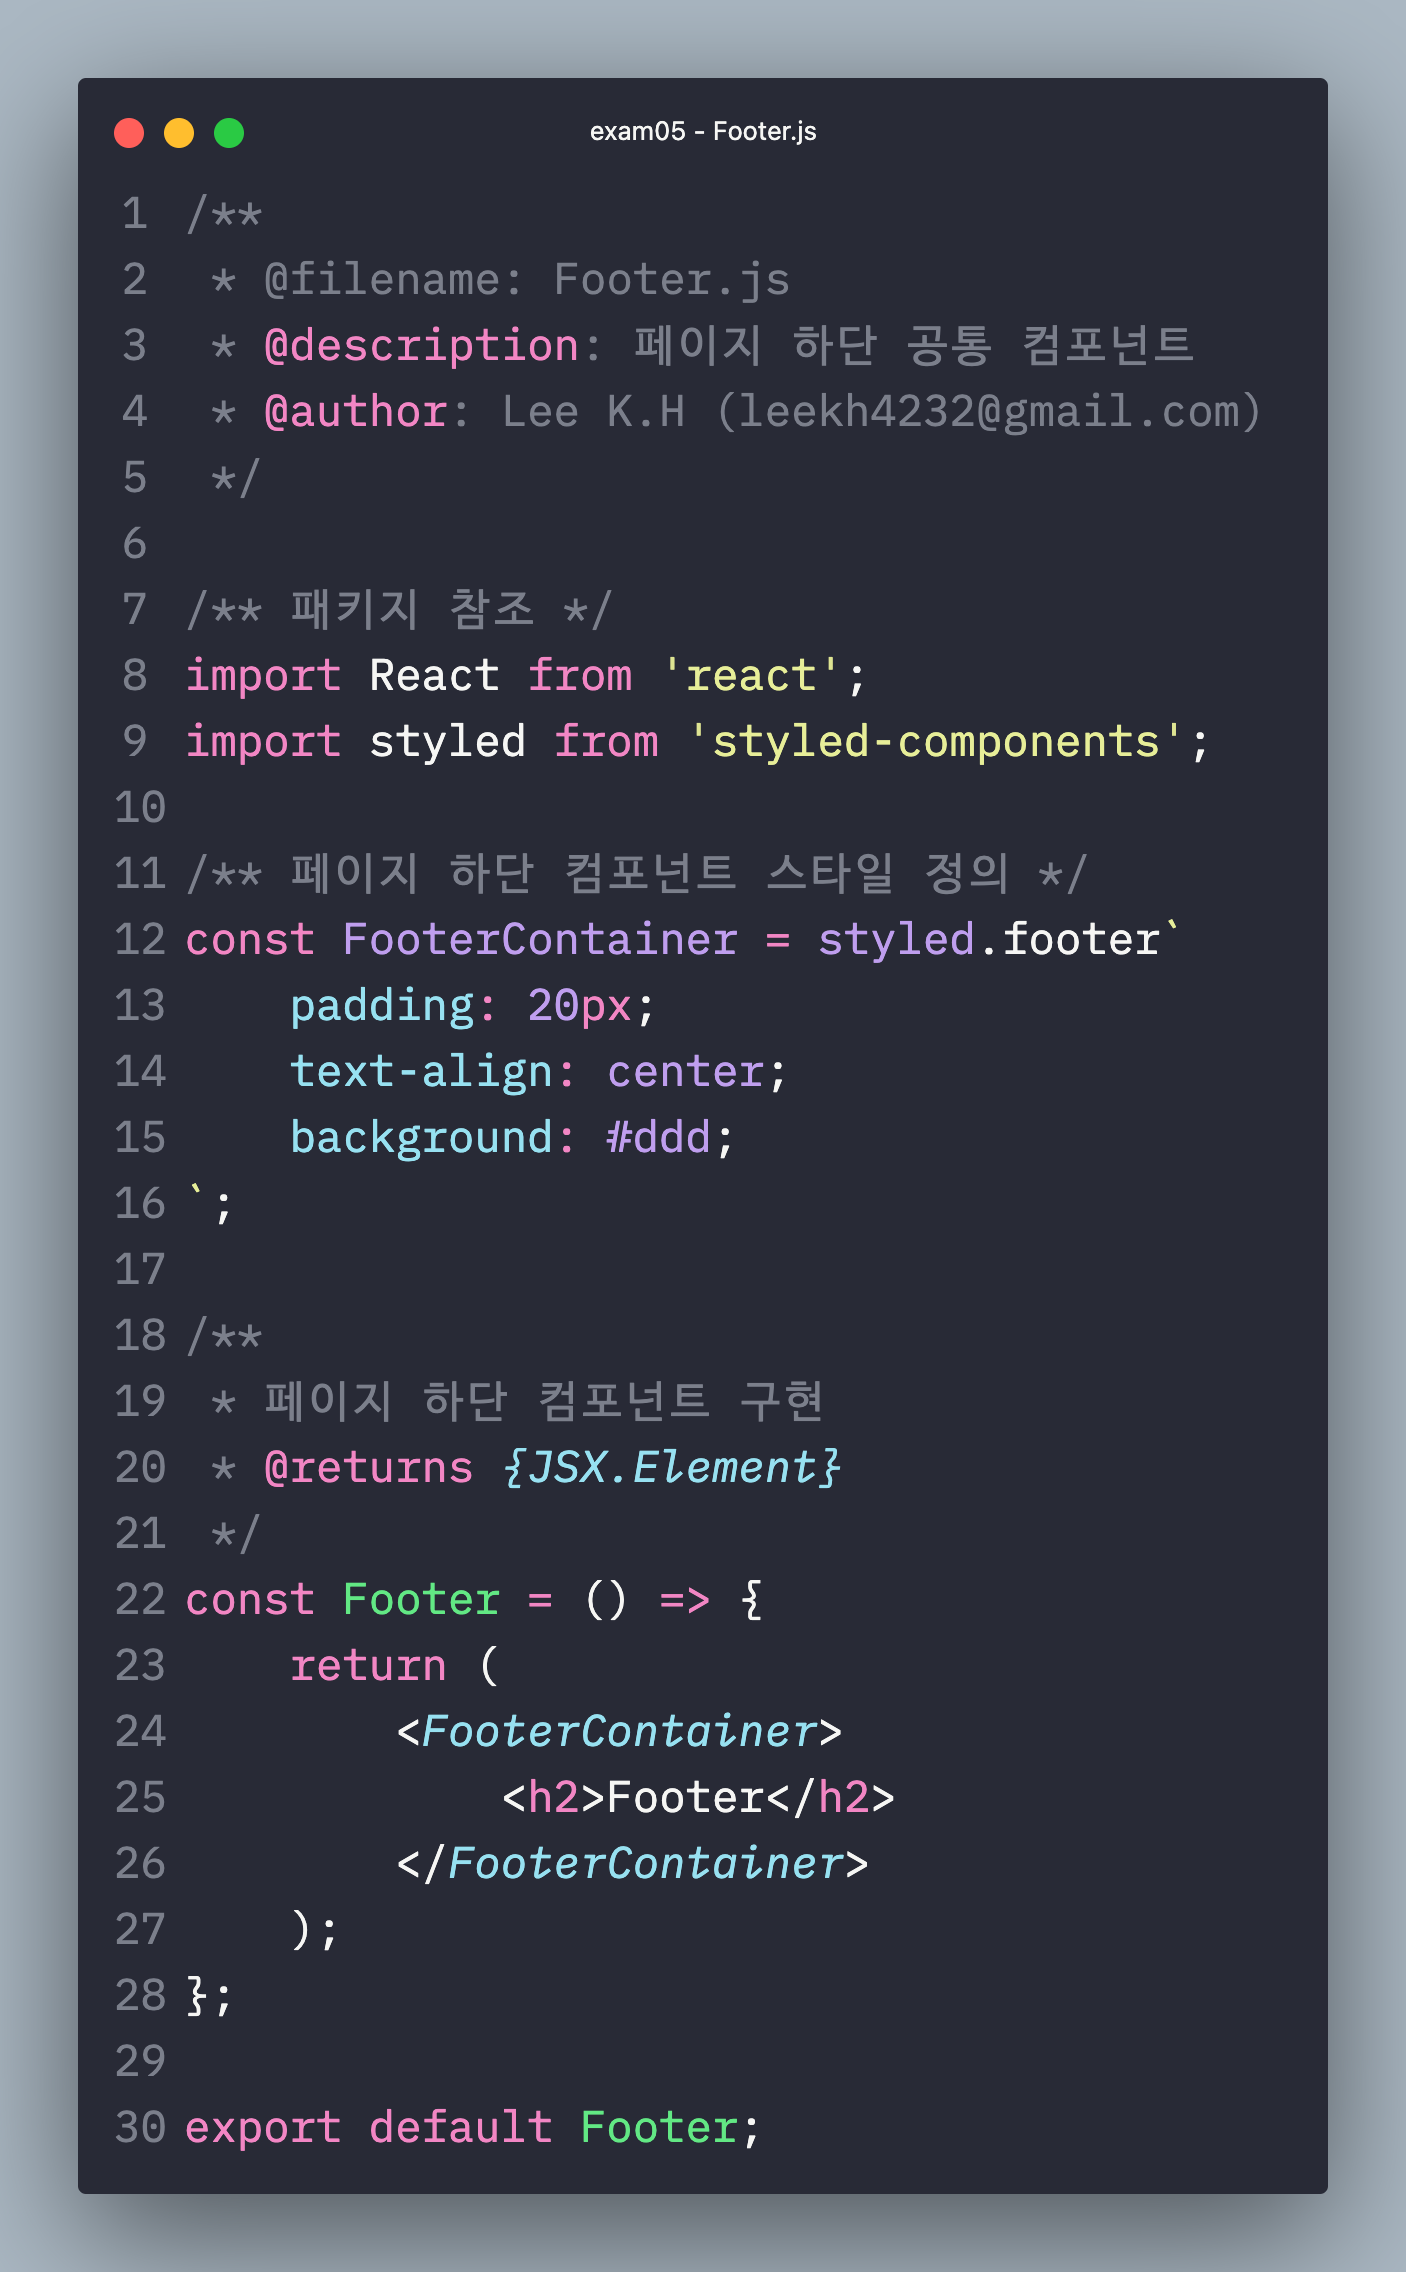 exam05 - Footer.js
1 /**
2  * @filename: Footer.js
3  * @description: 페이지 하단 공통 컴포넌트
4  * @author: Lee K.H (leekh4232@gmail.com)
5  */
6
7 /** 패키지 참조 */
8 import React from 'react';
9 import styled from 'styled-components';
10
11 /** 페이지 하단 컴포넌트 스타일 정의 */
12 const FooterContainer = styled.footer`
13     padding: 20px;
14     text-align: center;
15     background: #ddd;
16 `;
17
18 /**
19  * 페이지 하단 컴포넌트 구현
20  * @returns {JSX.Element}
21  */
22 const Footer = () => {
23     return (
24         <FooterContainer>
25             <h2>Footer</h2>
26         </FooterContainer>
27     );
28 };
29
30 export default Footer;